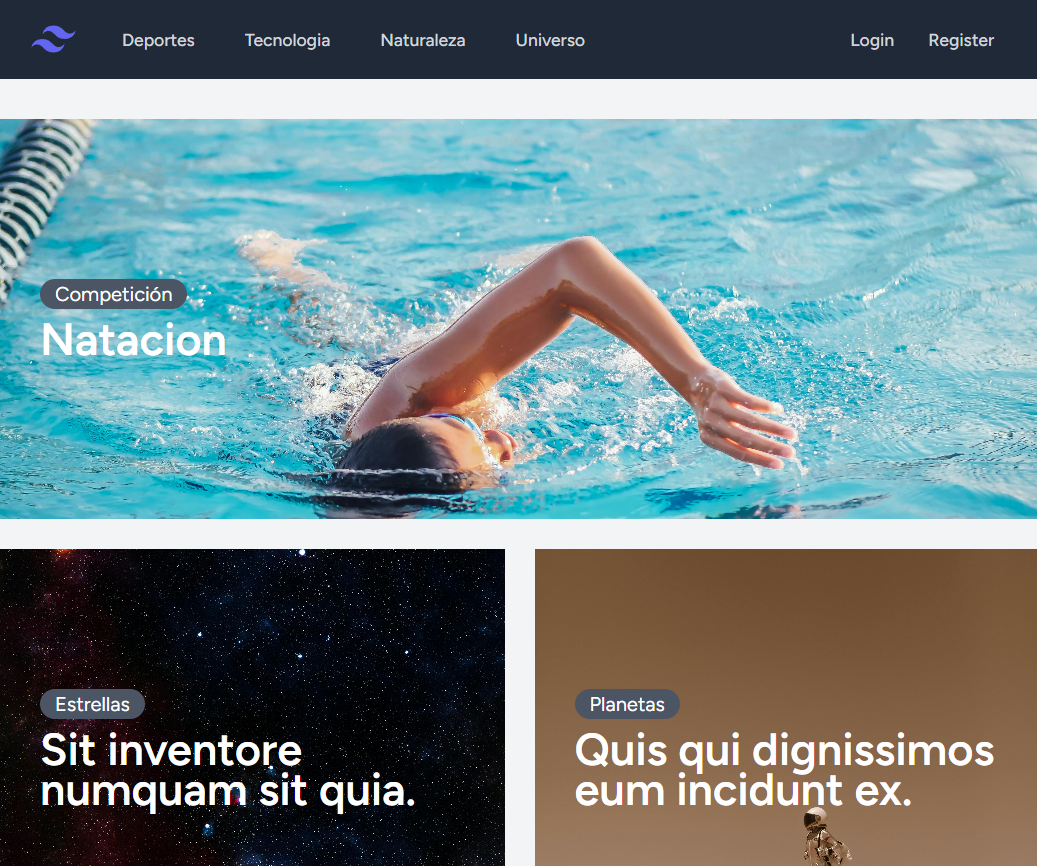 Deportes
Tecnologia
Naturaleza
Universo
Login
Register
Competición
Natacion
Estrellas
Sit inventore
numquam sit quia.
Planetas
Quis qui dignissimos
eum incidunt ex.